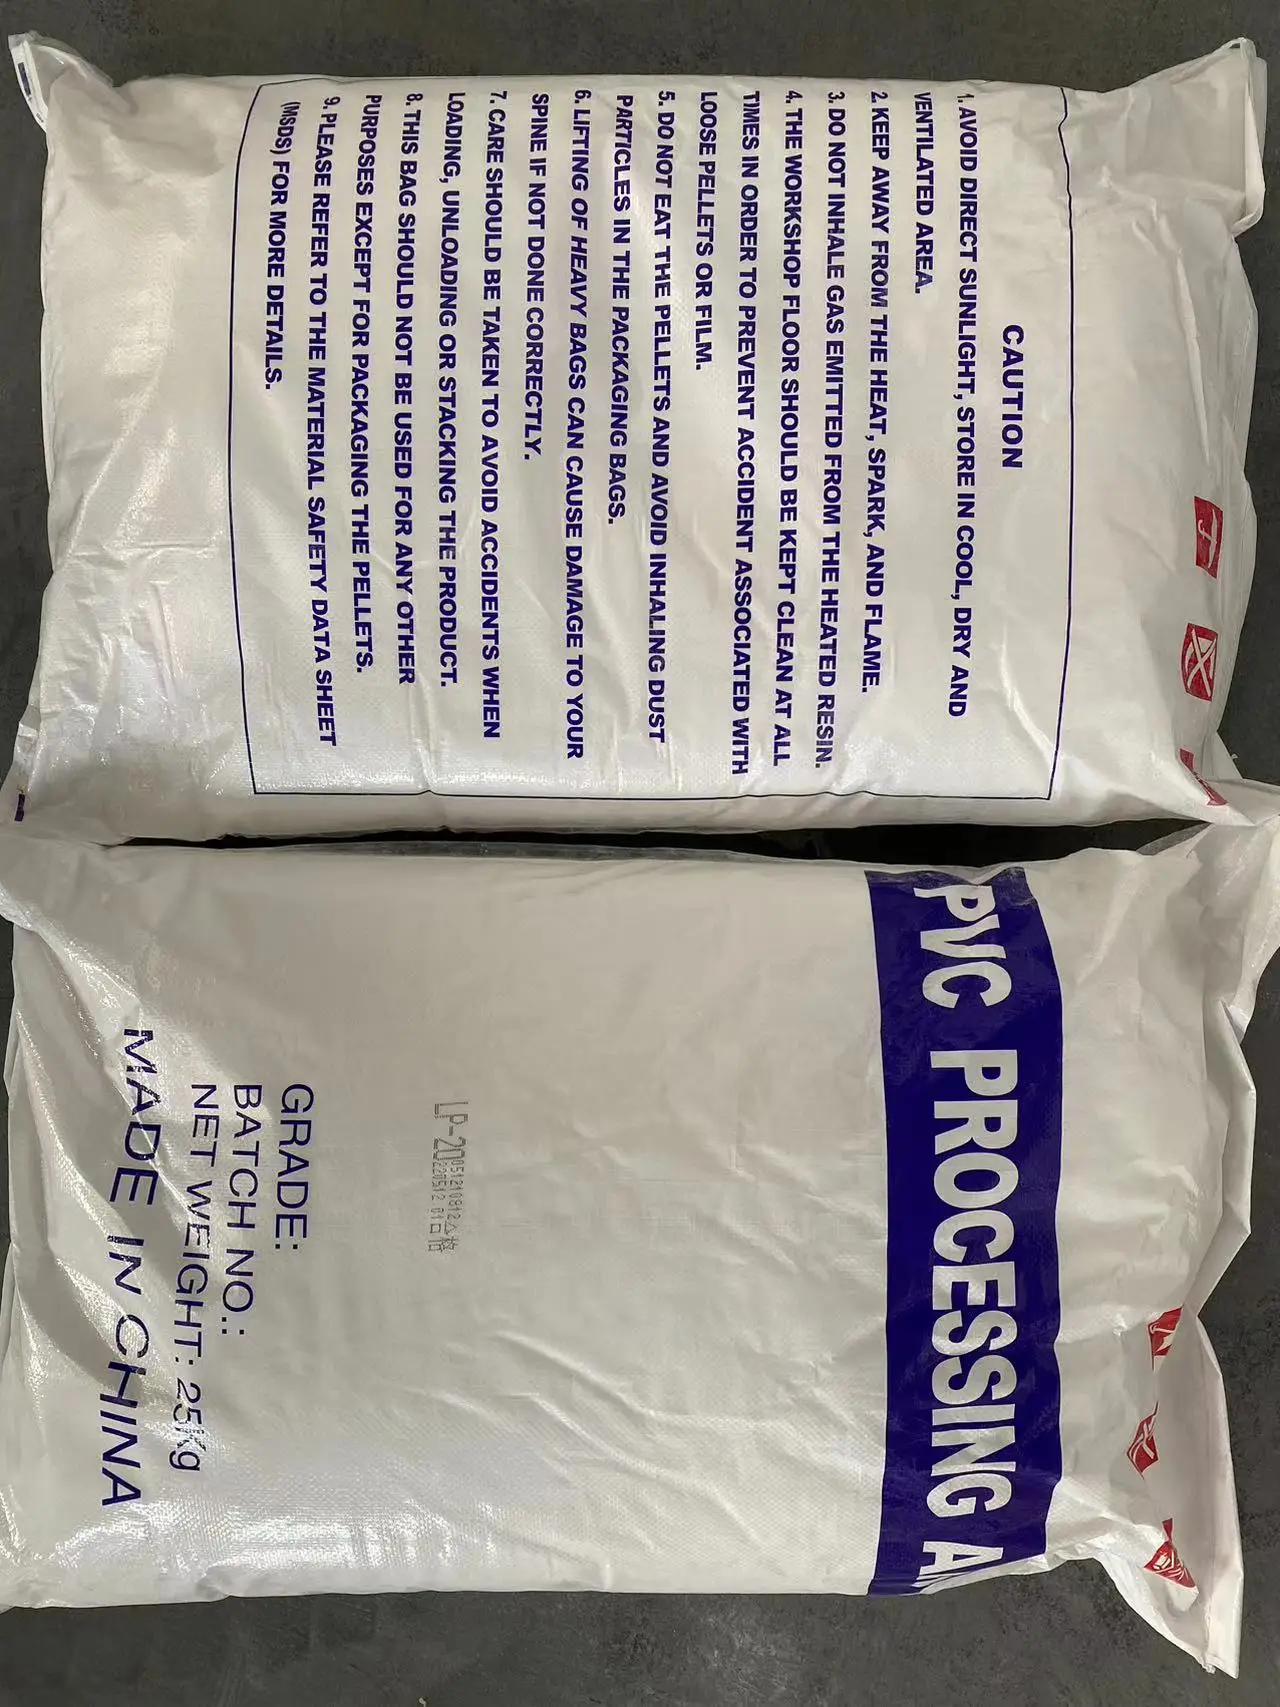 CAUTION
1. AVOID DIRECT SUNLIGHT, STORE IN COOL, DRY AND
VENTILATED AREA.
2. KEEP AWAY FROM THE HEAT, SPARK, AND FLAME.
3. DO NOT INHALE GAS EMITTED FROM THE HEATED RESIN.
4. THE WORKSHOP FLOOR SHOULD BE KEPT CLEAN AT ALL
TIMES IN ORDER TO PREVENT ACCIDENT ASSOCIATED WITH
LOOSE PELLETS OR FILM.
5. DO NOT EAT THE PELLETS AND AVOID INHALING DUST
PARTICLES IN THE PACKAGING BAGS.
6. LIFTING OF HEAVY BAGS CAN CAUSE DAMAGE TO YOUR
SPINE IF NOT DONE CORRECTLY.
7. CARE SHOULD BE TAKEN TO AVOID ACCIDENTS WHEN
LOADING, UNLOADING OR STACKING THE PRODUCT.
8. THIS BAG SHOULD NOT BE USED FOR ANY OTHER
PURPOSES EXCEPT FOR PACKAGING THE PELLETS.
9. PLEASE REFER TO THE MATERIAL SAFETY DATA SHEET
(MSDS) FOR MORE DETAILS.
PVC PROCESSING
LP-20
GRADE:
BATCH NO.:
NET WEIGHT: 25Kg
MADE IN CHINA